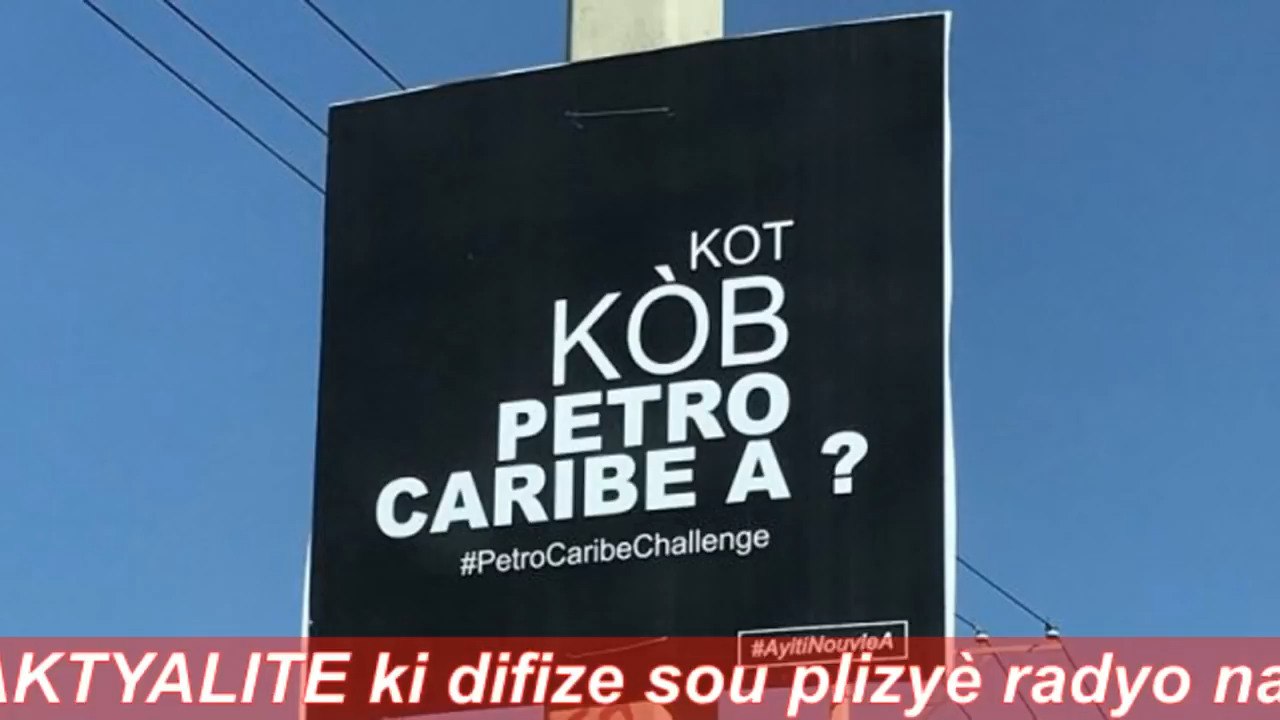 KOT
KÒB
PETRO
CARIBE A ?
#PetroCaribeChallenge
#AyitiNouvleA
AKTYALITE ki difize sou plizyè radyo na